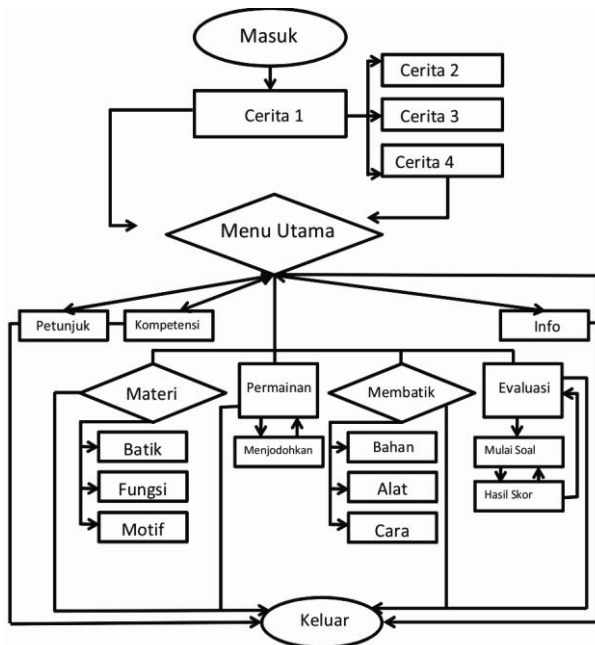 Masuk
Cerita 1
Cerita 2
Cerita 3
Cerita 4
Menu Utama
Petunjuk
Kompetensi
Info
Materi
Permainan
Membatik
Evaluasi
Batik
Fungsi
Motif
Menjodohkan
Bahan
Alat
Cara
Mulai Soal
Hasil Skor
Keluar